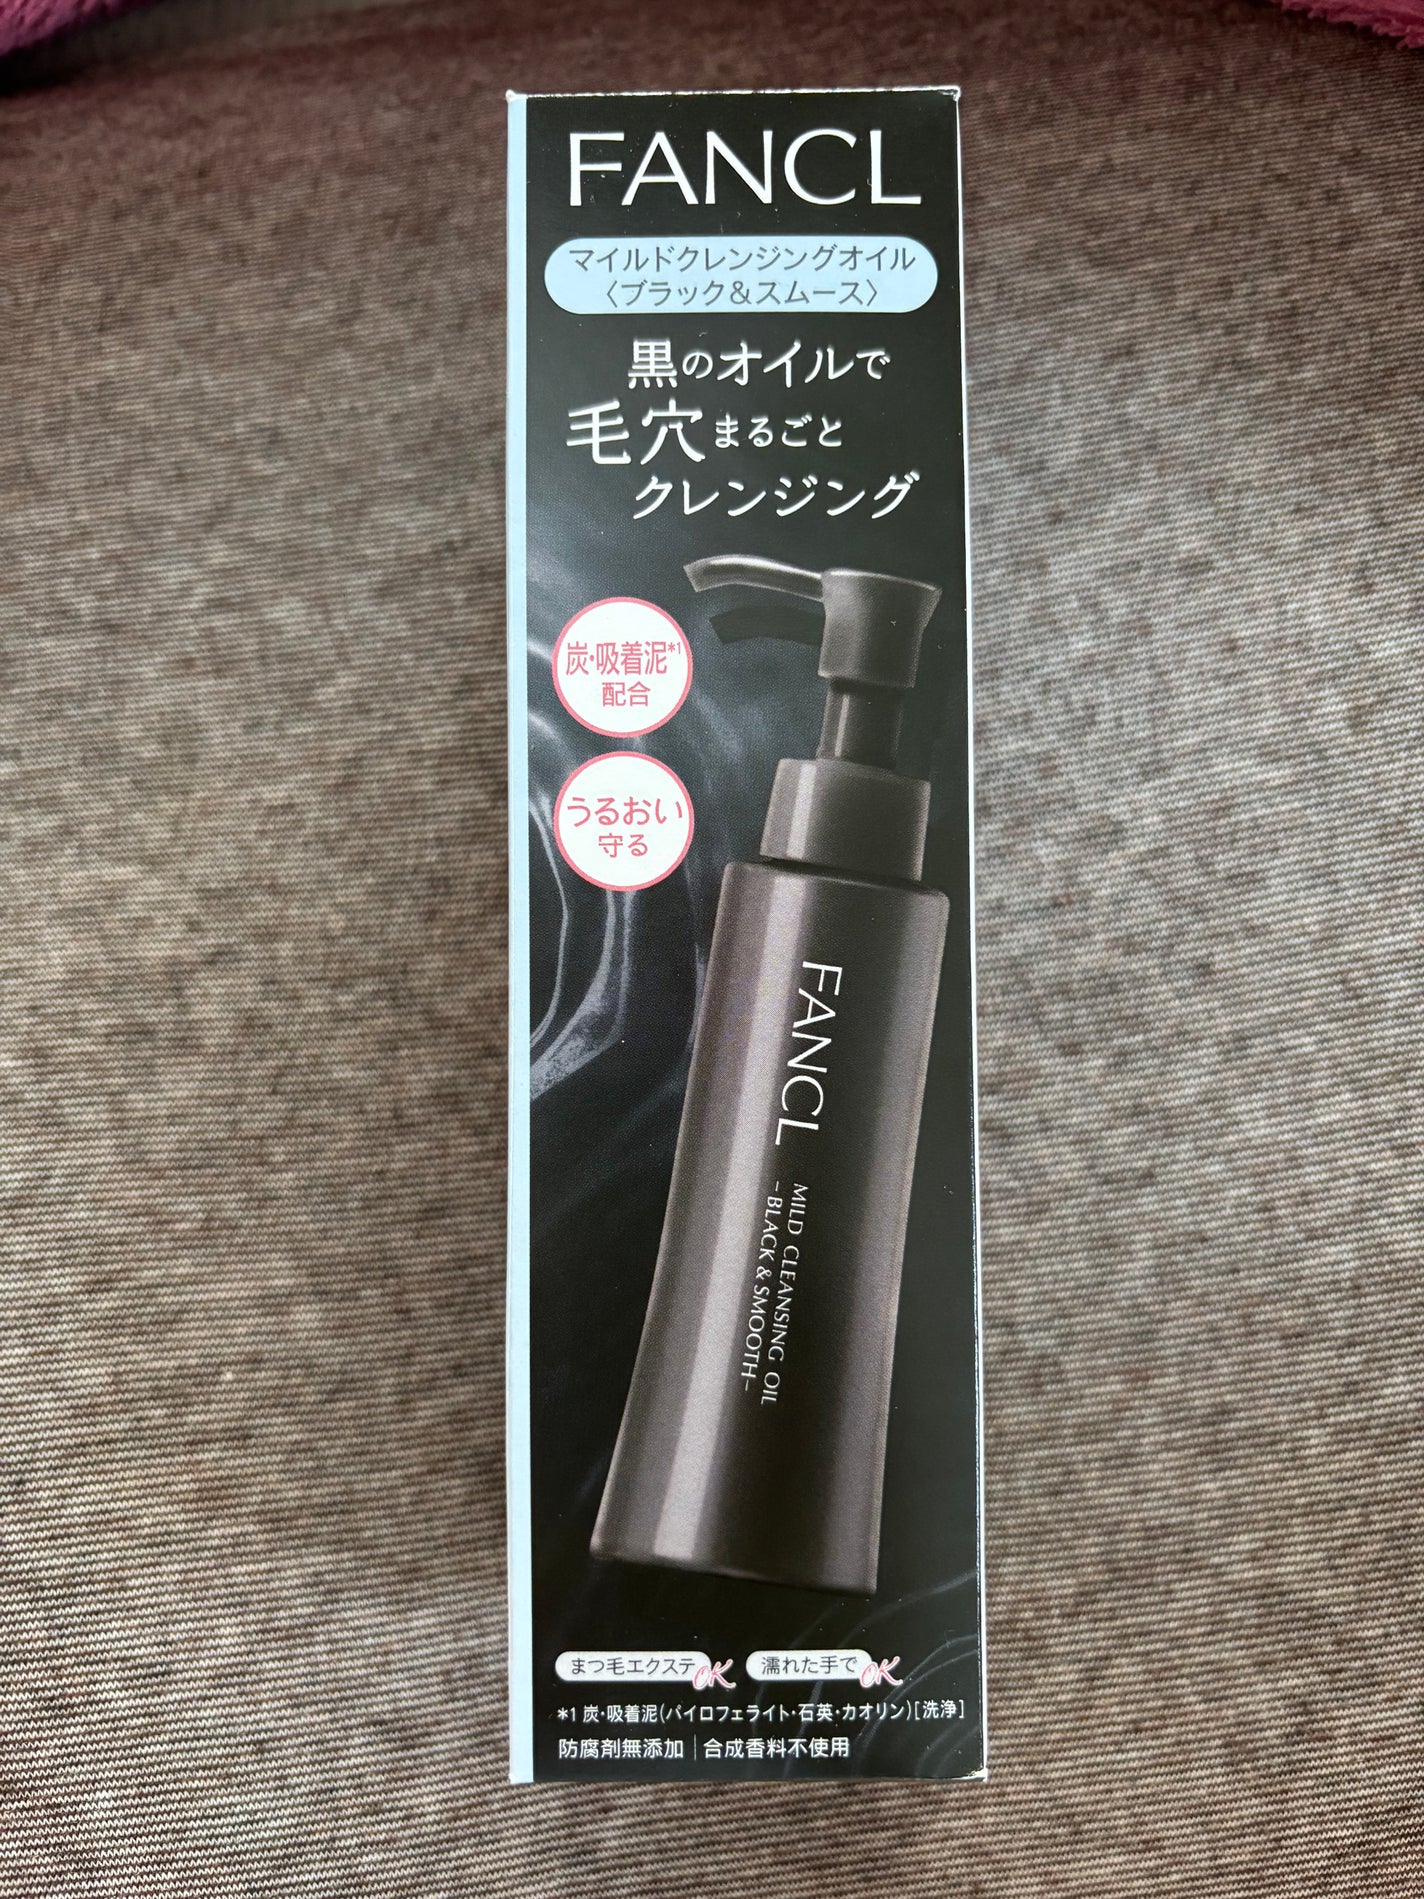 FANCL
マイルドクレンジングオイル
〈ブラック&スムース〉
黒のオイルで
毛穴まるごと
クレンジング
炭・吸着泥*1
配合
うるおい
守る
FANCL
MILD CLEANSING OIL
-BLACK & SMOOTH-
まつ毛エクステOK 濡れた手でOK
*1 炭・吸着泥(パイロフェライト・石英・カオリン)[洗浄]
防腐剤無添加|合成香料不使用